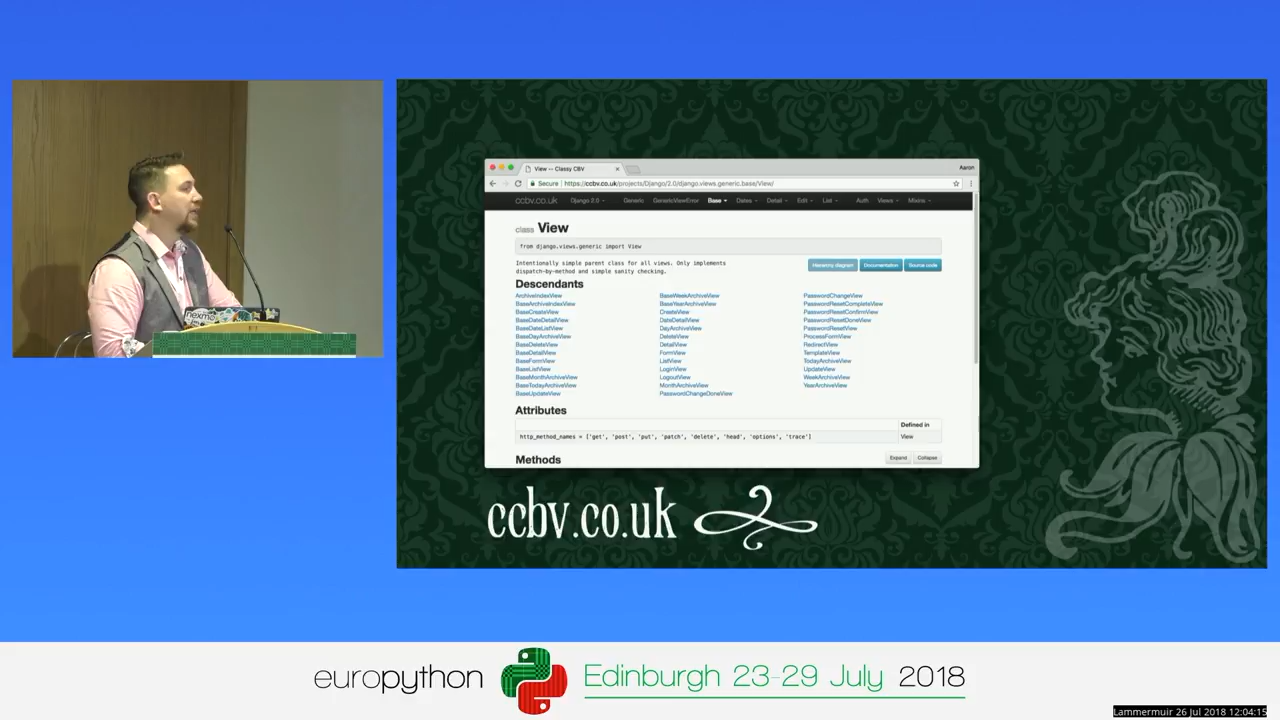 nexmo
View — Classy CBV
Aaron
Secure https://ccbv.co.uk/projects/Django/2.0/django.views.generic.base/View/
ccbv.co.uk Django 2.0 Generic GenericViewError Base Dates Detail Edit List Auth Views Mixins
class View
from django.views.generic import View
Intentionally simple parent class for all views. Only implements
dispatch-by-method and simple sanity checking.
Hierarchy diagram Documentation Source code
Descendants
ArchiveIndexView
BaseArchiveIndexView
BaseCreateView
BaseDateDetailView
BaseDateListView
BaseDayArchiveView
BaseDeleteView
BaseDetailView
BaseFormView
BaseListView
BaseMonthArchiveView
BaseTodayArchiveView
BaseUpdateView
BaseWeekArchiveView
BaseYearArchiveView
CreateView
DateDetailView
DayArchiveView
DeleteView
DetailView
FormView
ListView
LoginView
LogoutView
MonthArchiveView
PasswordChangeDoneView
PasswordChangeView
PasswordResetCompleteView
PasswordResetConfirmView
PasswordResetDoneView
PasswordResetView
ProcessFormView
RedirectView
TemplateView
TodayArchiveView
UpdateView
WeekArchiveView
YearArchiveView
Attributes
Defined in
http_method_names = ['get', 'post', 'put', 'patch', 'delete', 'head', 'options', 'trace'] View
Methods
Expand Collapse
ccbv.co.uk
europython Edinburgh 23-29 July 2018
Lammermuir 26 Jul 2018 12:04:15